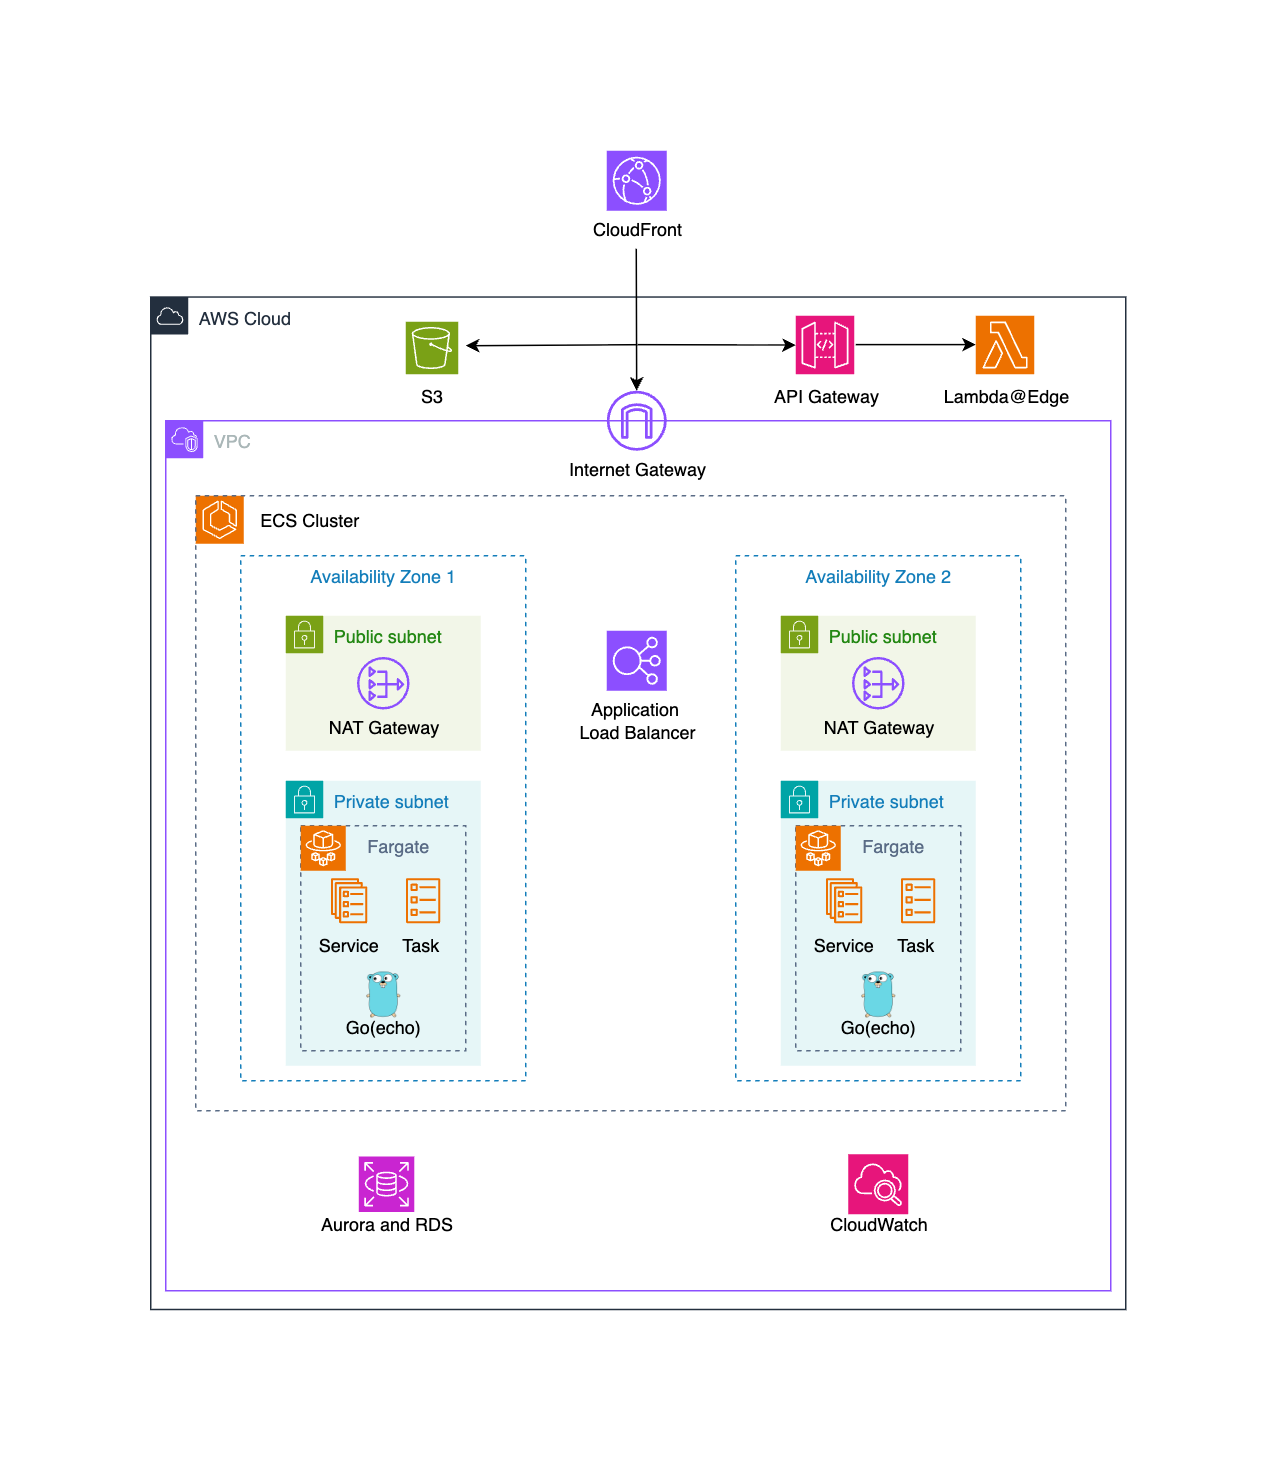 CloudFront
AWS Cloud
S3
API Gateway
Lambda@Edge
VPC
Internet Gateway
ECS Cluster
Availability Zone 1
Public subnet
NAT Gateway
Private subnet
Fargate
Service
Task
Go(echo)
Application
Load Balancer
Availability Zone 2
Public subnet
NAT Gateway
Private subnet
Fargate
Service
Task
Go(echo)
Aurora and RDS
CloudWatch